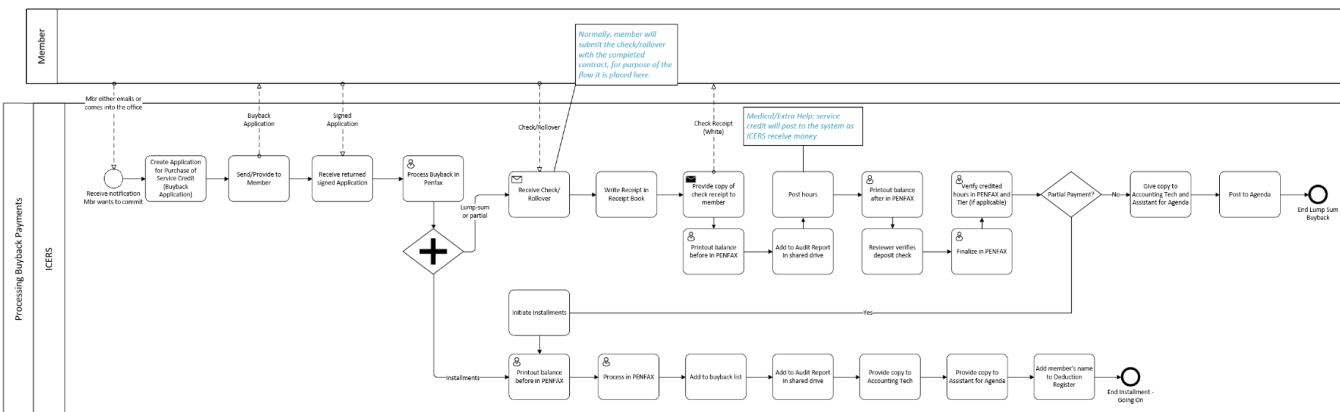 Member
Normally, member will
submit the check/rollover
with the completed
contract, for purpose of the
flow it is placed here.
Processing Buyback Payments
ICERS
Mbr either emails or
comes into the office
Buyback
Application
Signed
Application
Check/Rollover
Check Receipt
(White)
Medical/Extra Help: service
credit will post to the system as
ICERS receive money
Receive notification
Mbr wants to commit
Create Application
for Purchase of
Service Credit
(Buyback
Application)
Send/Provide to
Member
Receive returned
signed Application
Process Buyback in
Penfax
Lump-sum
or partial
Receive Check/
Rollover
Write Receipt in
Receipt Book
Provide copy of
check receipt to
member
Printout balance
before in PENFAX
Add to Audit Report
In shared drive
Post hours
Printout balance
after in PENFAX
Reviewer verifies
deposit check
Finalize in PENFAX
Verify credited
hours in PENFAX and
Tier (if applicable)
Partial Payment?
No
Give copy to
Accounting Tech and
Assistant for Agenda
Post to Agenda
End Lump Sum
Buyback
Yes
Initiate Installments
Installments
Printout balance
before in PENFAX
Process in PENFAX
Add to buyback list
Add to Audit Report
In shared drive
Provide copy to
Accounting Tech
Provide copy to
Assistant for Agenda
Add member's name
to Deduction
Register
End Installment -
Going On